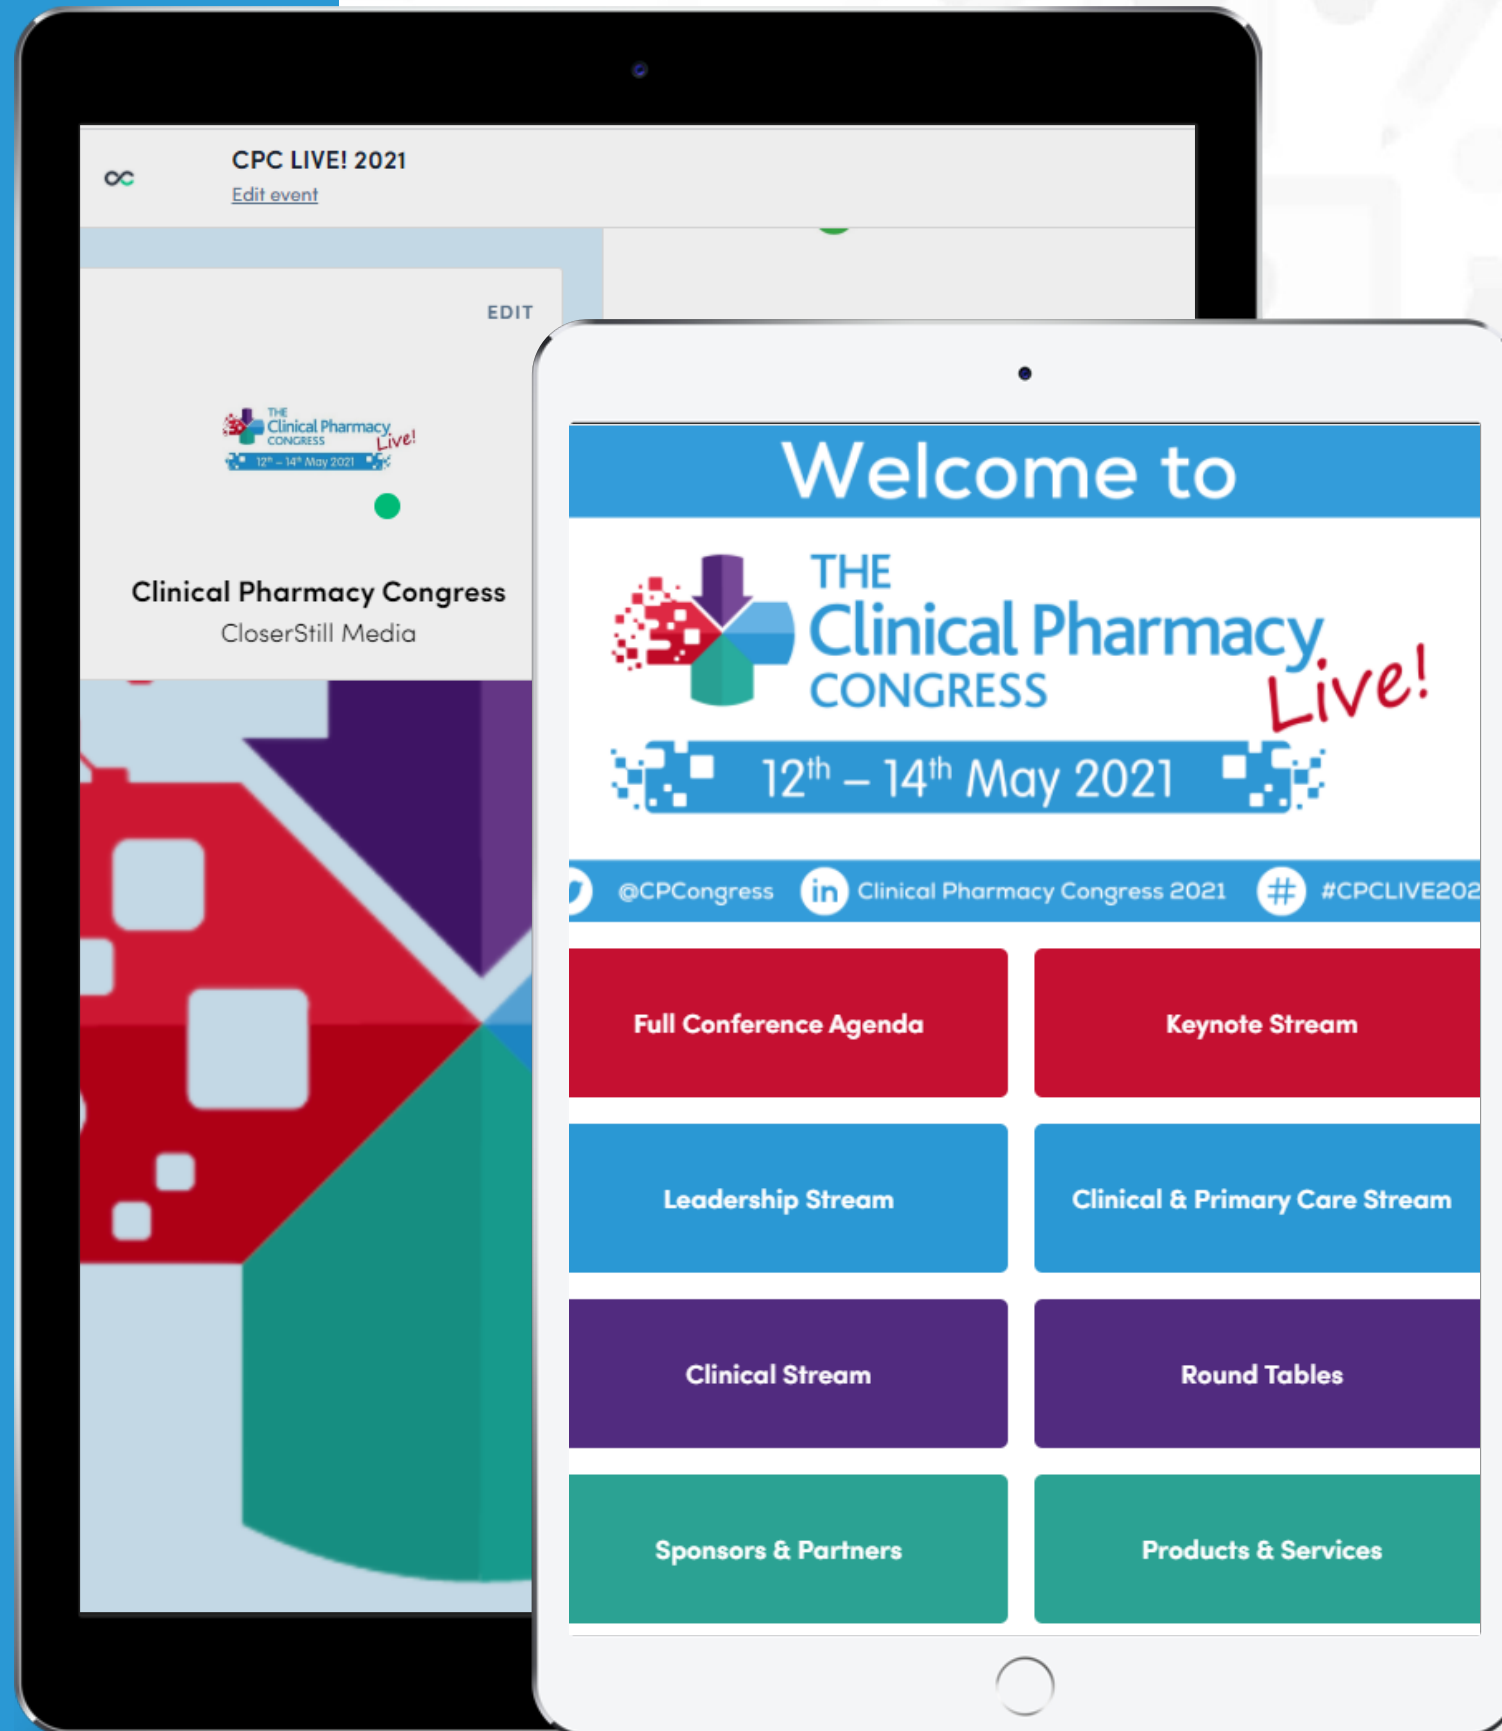 CPC LIVE! 2021
Edit event
EDIT
THE
Clinical Pharmacy
CONGRESS
Live!
12th – 14th May 2021
Clinical Pharmacy Congress
CloserStill Media
Welcome to
THE
Clinical Pharmacy
CONGRESS
Live!
12th – 14th May 2021
@CPCongress in Clinical Pharmacy Congress 2021 # #CPCLIVE202
Full Conference Agenda
Keynote Stream
Leadership Stream
Clinical & Primary Care Stream
Clinical Stream
Round Tables
Sponsors & Partners
Products & Services